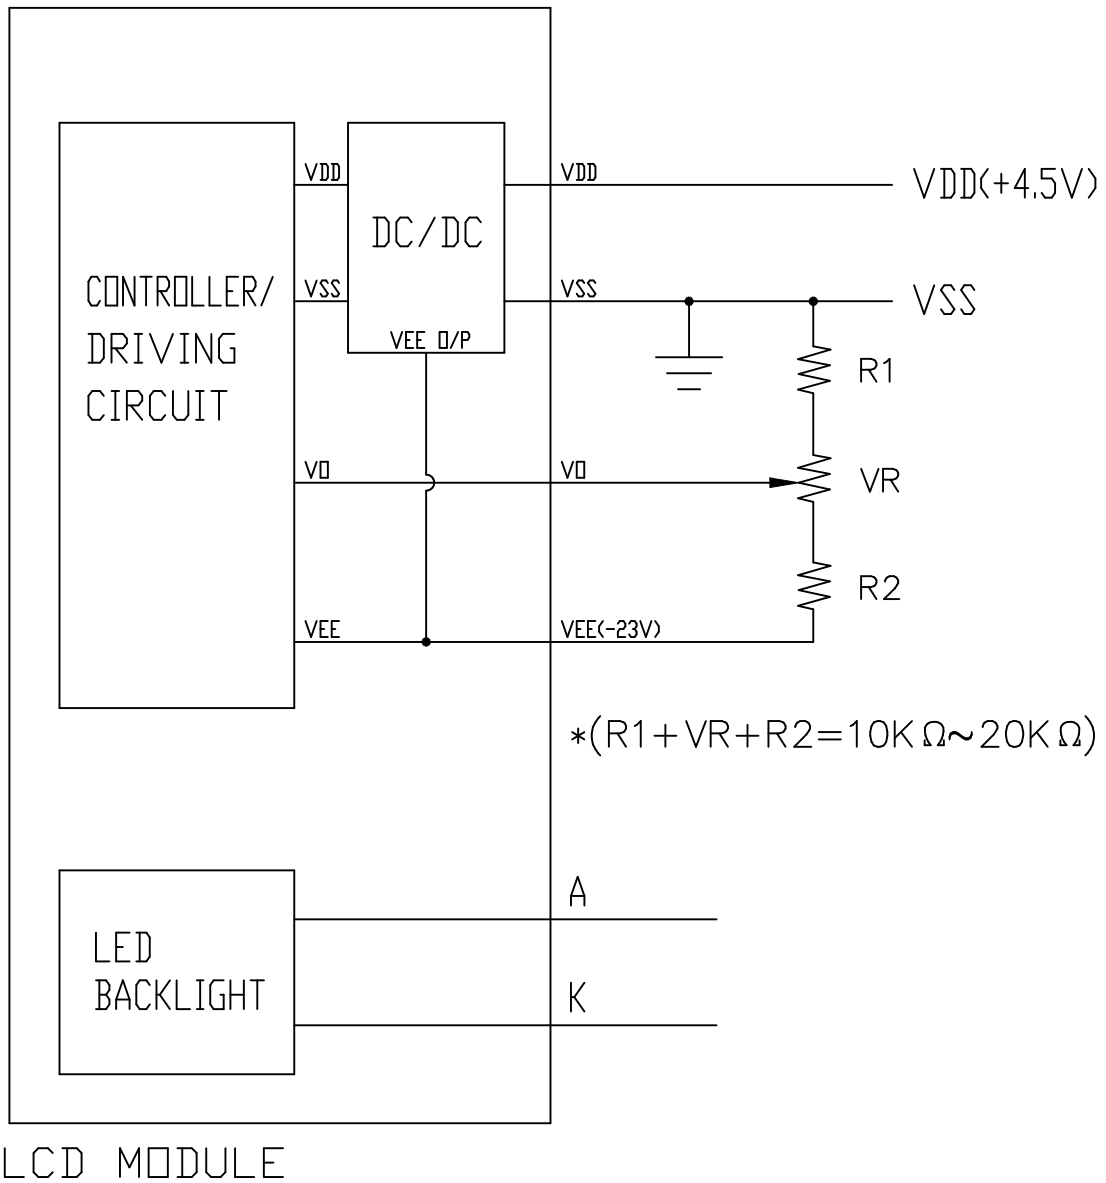 VDD
VDD
VDD(+4.5V)
DC/DC
CONTROLLER/
DRIVING
CIRCUIT
VSS
VSS
VSS
VEE O/P
R1
VO
VO
VR
R2
VEE
VEE(-23V)
*(R1+VR+R2=10KΩ~20KΩ)
A
LED
BACKLIGHT
K
LCD MODULE